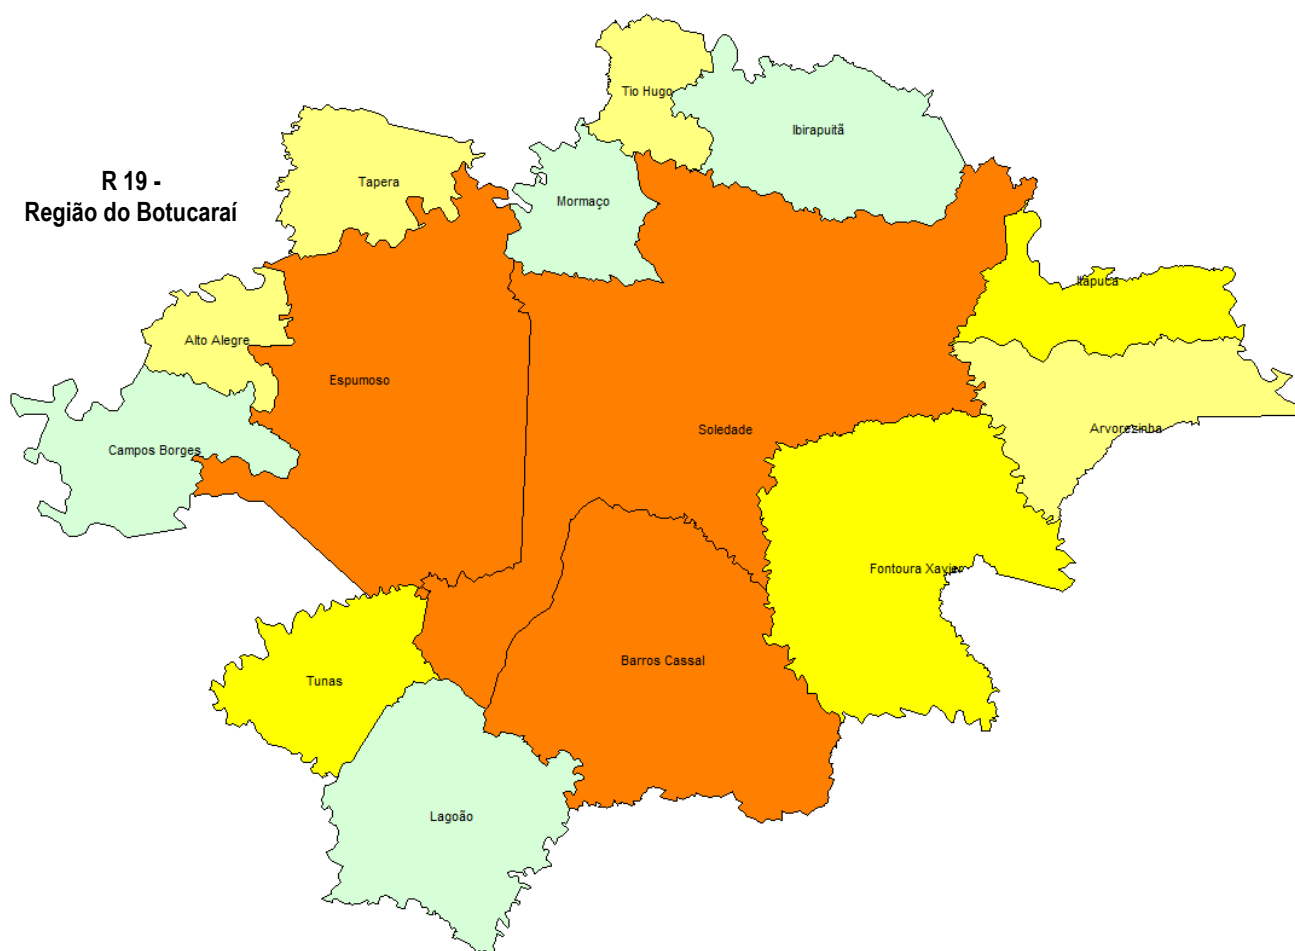 R 19 -
Região do Botucaraí
Tio Hugo
Ibirapuitã
Tapera
Mormaço
Itapuca
Alto Alegre
Espumoso
Soledade
Arvorezinha
Campos Borges
Fontoura Xavier
Barros Cassal
Tunas
Lagoão